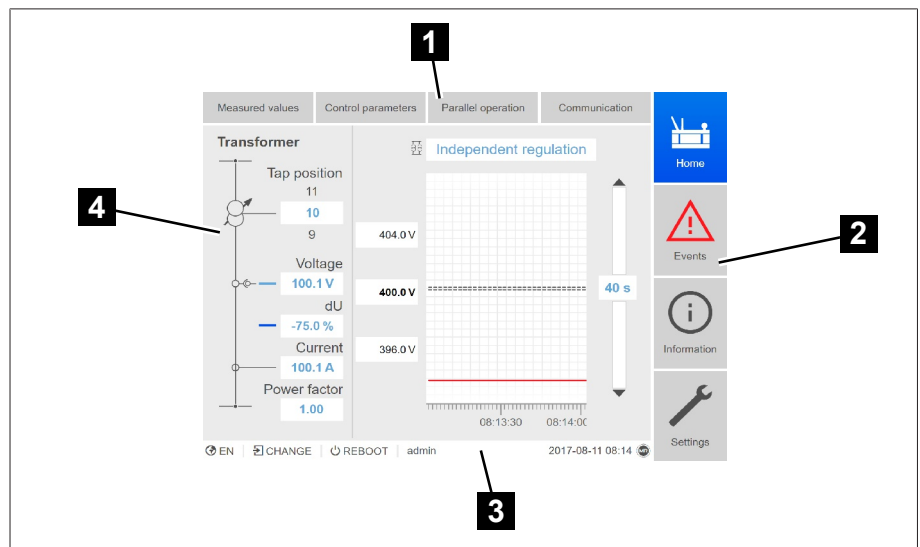 1
Measured values Control parameters Parallel operation Communication
Transformer
Independent regulation
Home
Tap position
11
10
9
404.0 V
Events
2
4
Voltage
100.1 V
400.0 V
40 s
dU
-75.0 %
Current
396.0 V
Information
100.1 A
Power factor
1.00
08:13:30 08:14:00
Settings
EN CHANGE REBOOT admin 2017-08-11 08:14
3